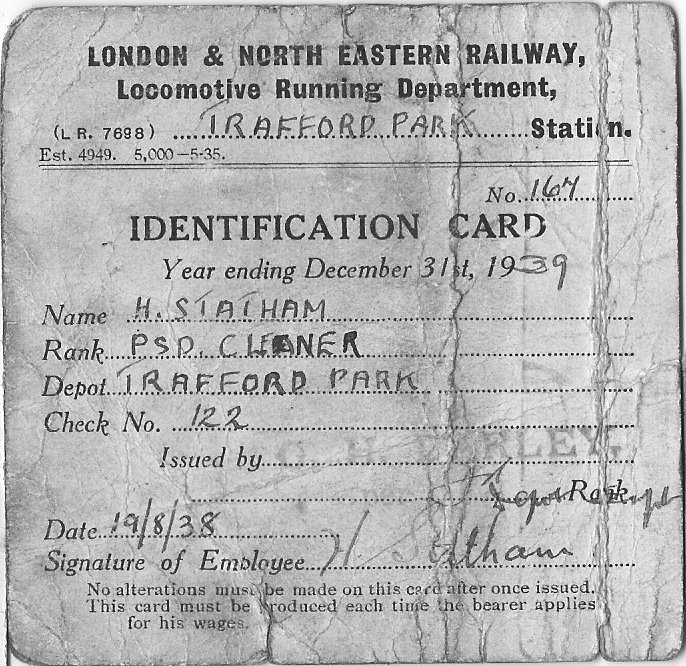 LONDON & NORTH EASTERN RAILWAY,
Locomotive Running Department,
(L R. 7698) TRAFFORD PARK Station.
Est. 4949. 5,000—5-35.
No. 167
IDENTIFICATION CARD
Year ending December 31st, 1939
Name H. STATHAM
Rank P.S.D. CLEANER
Depot TRAFFORD PARK
Check No. 122
Issued by
Rank
Date 19/8/38
Signature of Employee H Statham
No alterations must be made on this card after once issued.
This card must be produced each time the bearer applies
for his wages.